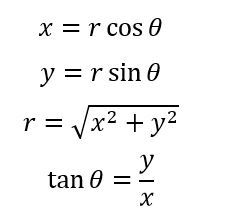 x = r cos θ
y = r sin θ
r = √(x² + y²)
tan θ = y/x